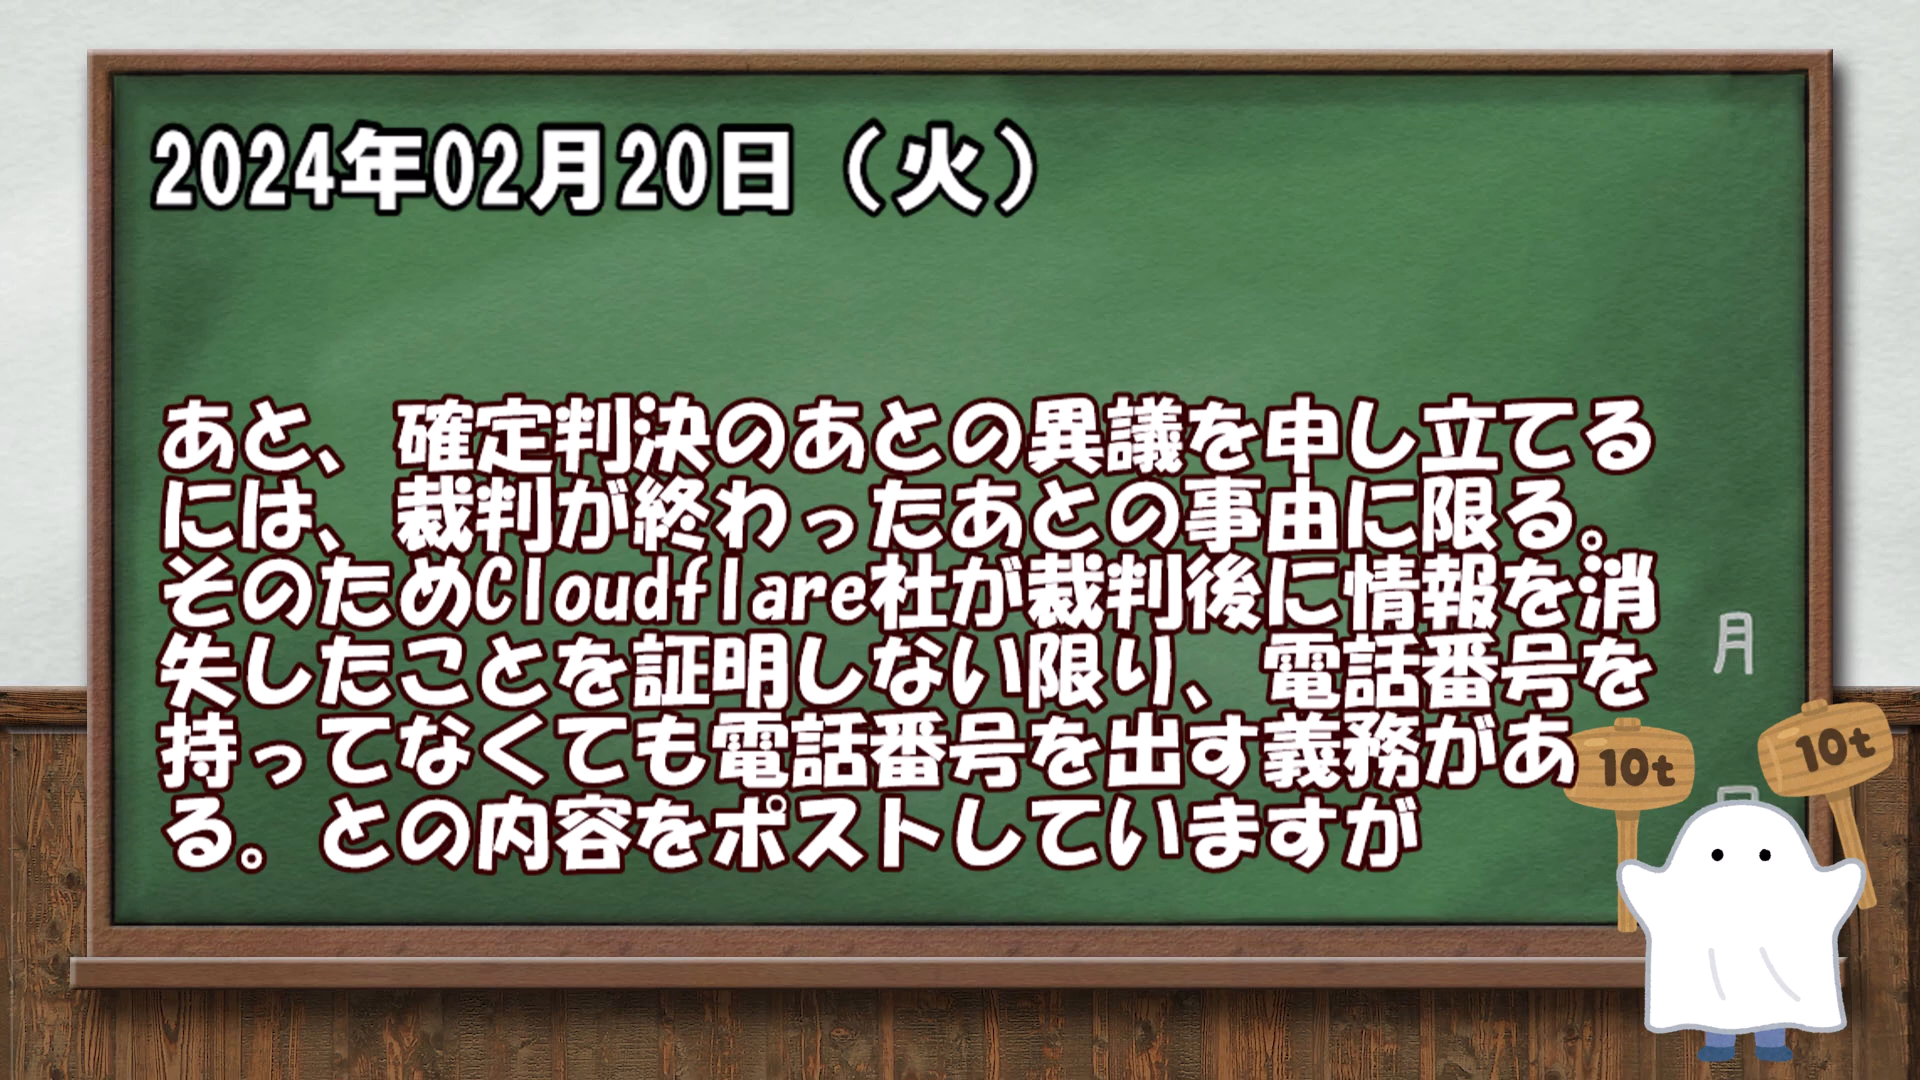 2024年02月20日（火）
あと、確定判決のあとの異議を申し立てる
には、裁判が終わったあとの事由に限る。
そのためCloudflare社が裁判後に情報を消
失したことを証明しない限り、電話番号を
持ってなくても電話番号を出す義務があ
る。との内容をポストしていますが
月
10t
10t